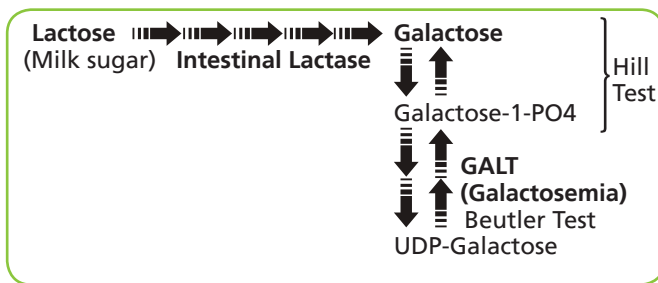 Lactose Galactose
(Milk sugar) Intestinal Lactase
Hill
Test
Galactose-1-PO4
GALT
(Galactosemia)
Beutler Test
UDP-Galactose